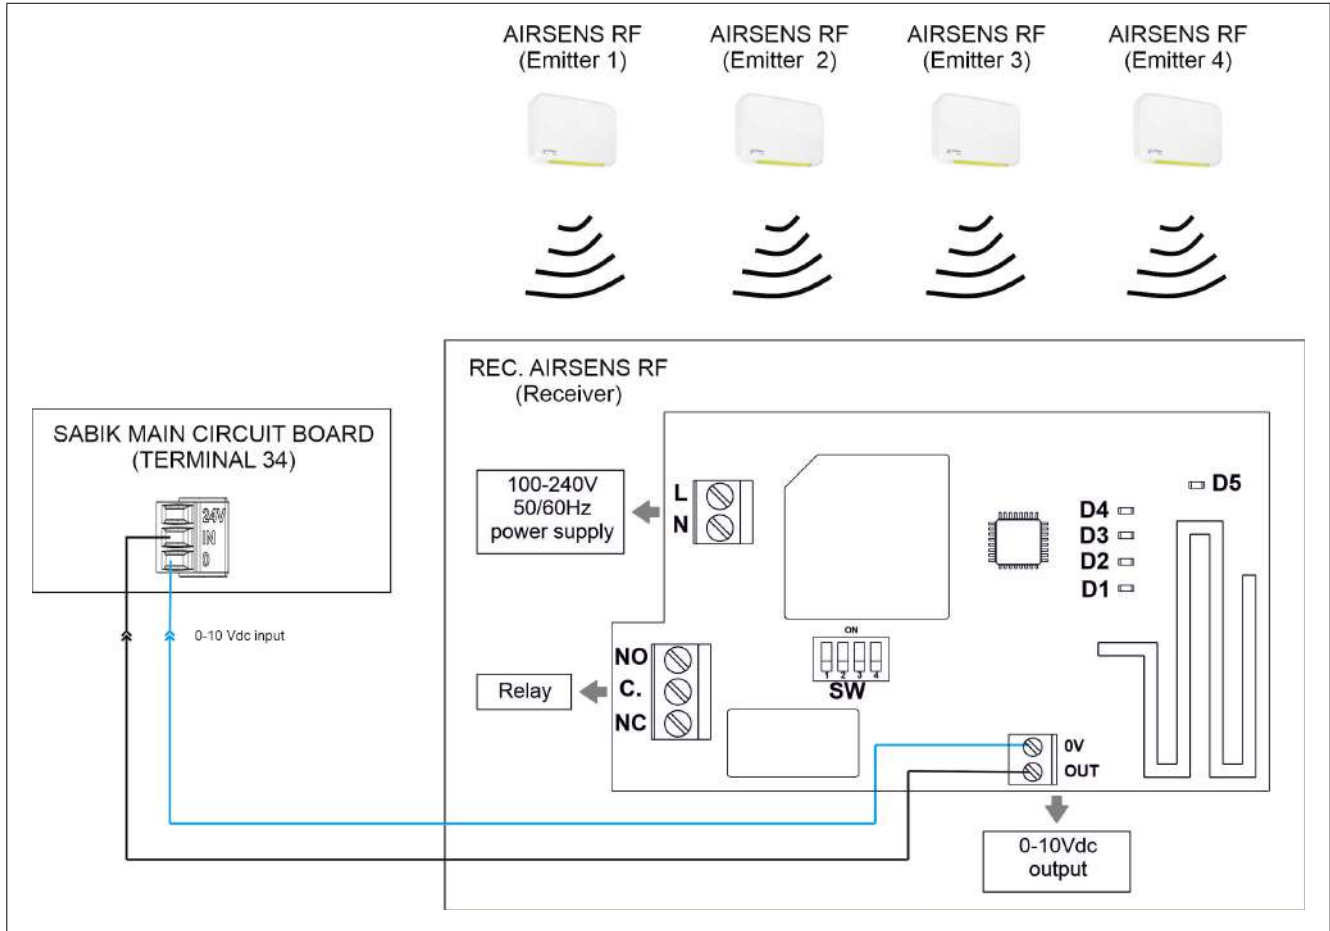 AIRSENS RF
(Emitter 1)
AIRSENS RF
(Emitter 2)
AIRSENS RF
(Emitter 3)
AIRSENS RF
(Emitter 4)
REC. AIRSENS RF
(Receiver)
SABIK MAIN CIRCUIT BOARD
(TERMINAL 34)
24V
IN
0
0-10 Vdc input
100-240V
50/60Hz
power supply
L
N
D5
D4
D3
D2
D1
ON
1 2 3 4
SW
NO
C.
NC
Relay
0V
OUT
0-10Vdc
output